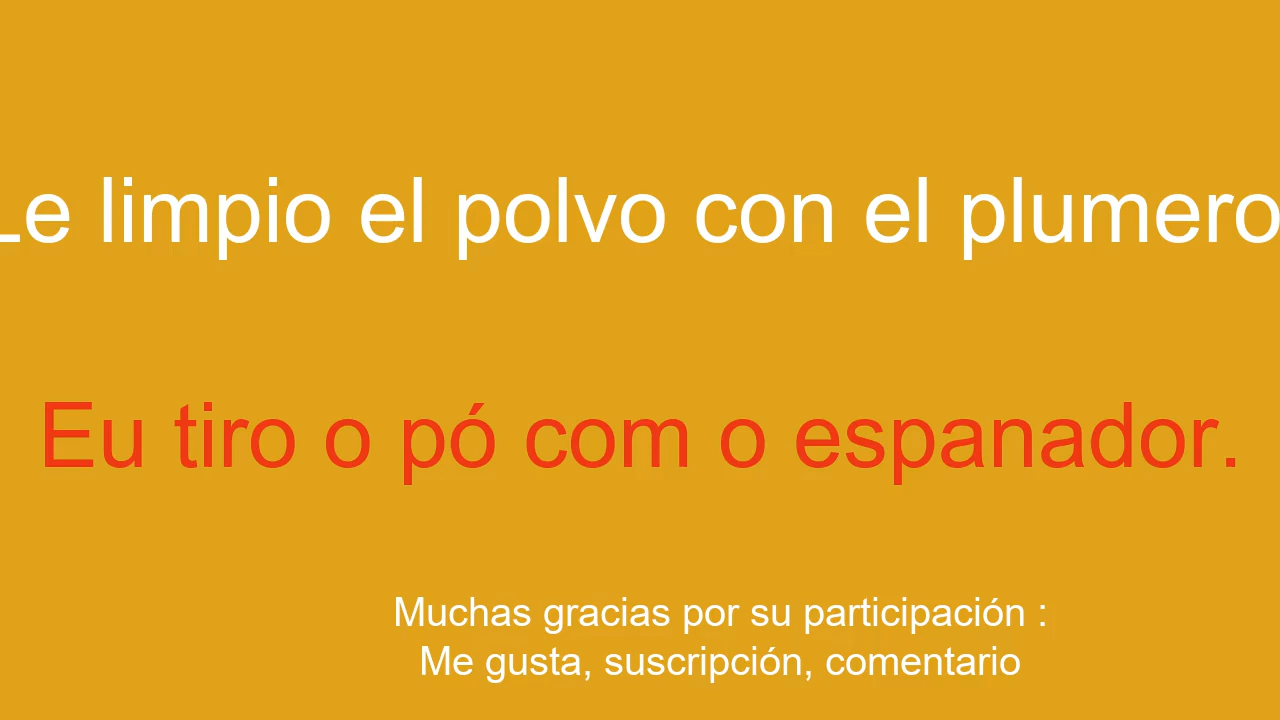 Le limpio el polvo con el plumero
Eu tiro o pó com o espanador.
Muchas gracias por su participación :
Me gusta, suscripción, comentario